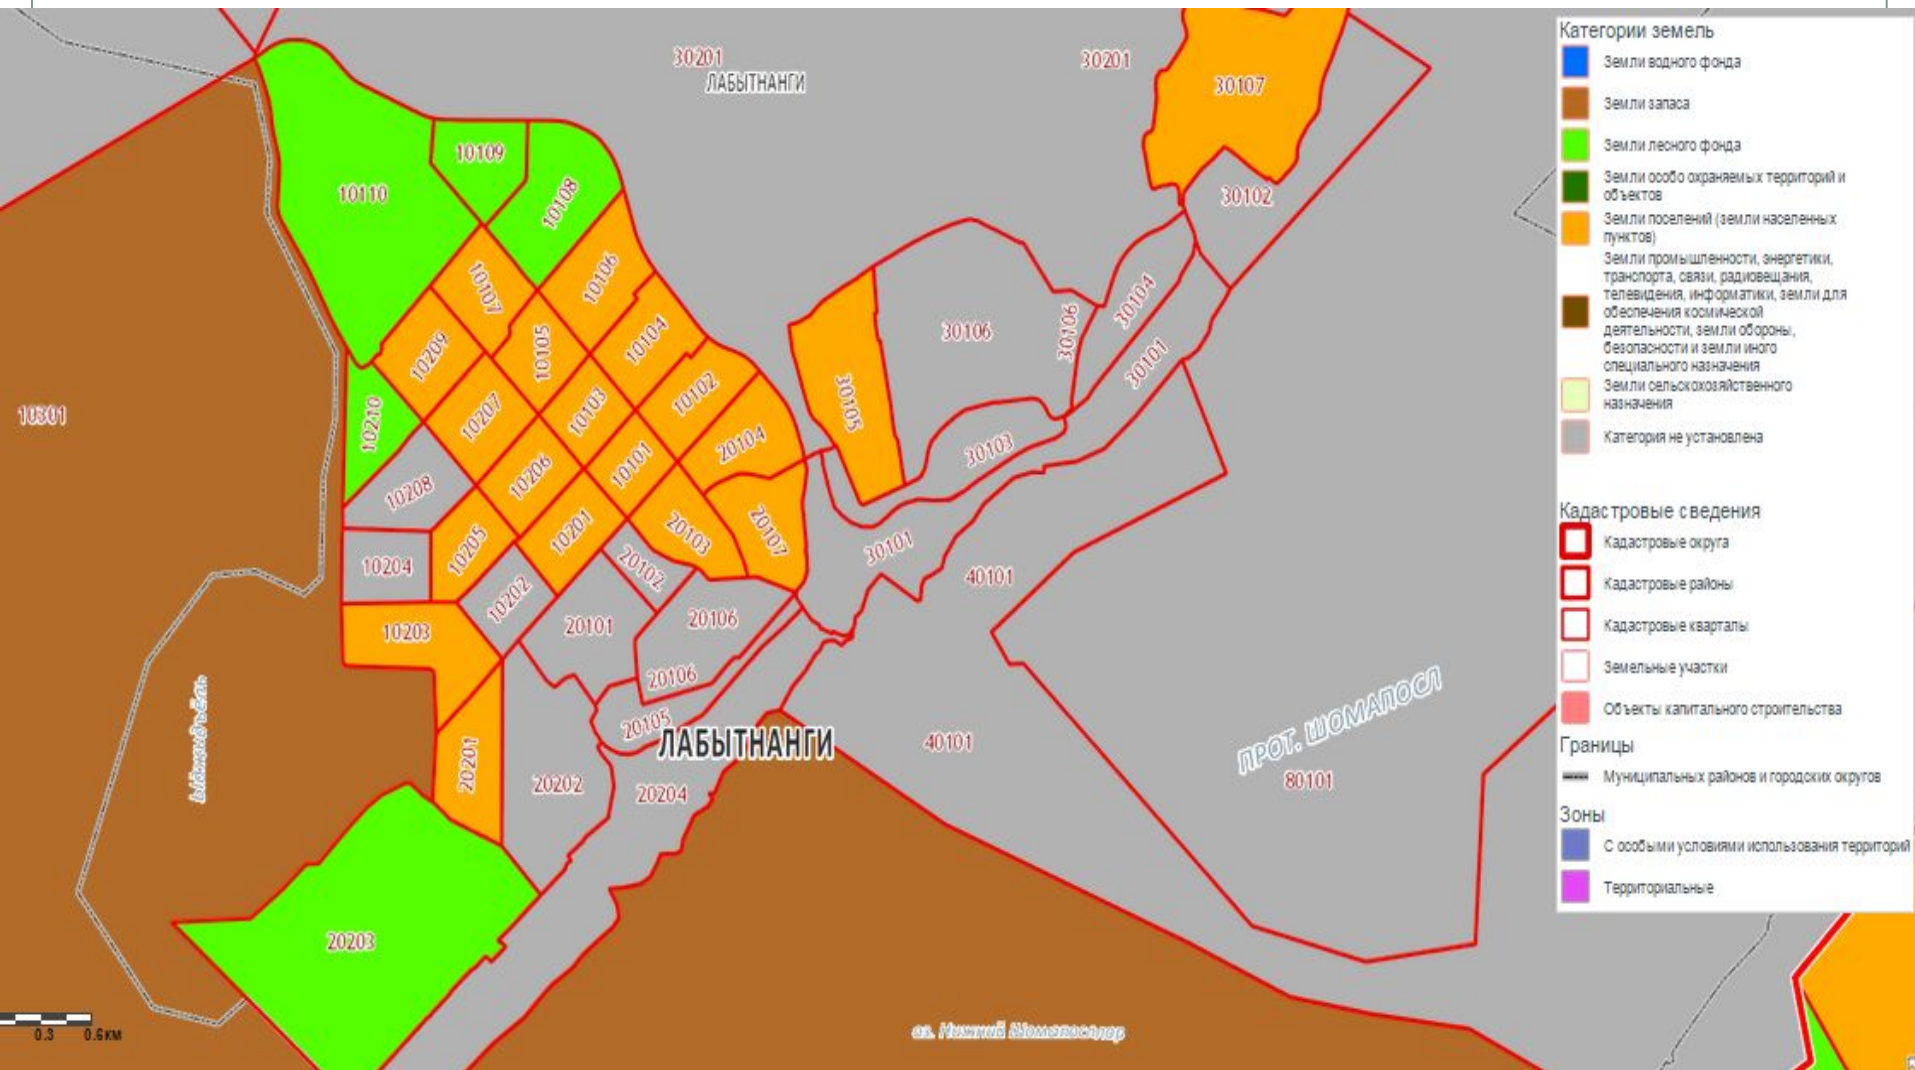 30201
ЛАБЫТНАНГИ
30201
30107
10109
10110
10108
30102
10107
10106
30104
10105
10104
30106
30106
10209
30101
10301
10210
10207
10103
10102
30105
20104
30103
10208
10206
10101
10205
10201
20103
20107
30101
10204
20102
40101
10202
10203
20101
20106
20106
20105
ЛАБЫТНАНГИ
40101
ПРОТ. ШОМАПОСЛ
80101
20201
20202
20204
20203
оз. Нижний Шомапосллор
0.3 0.6км
Категории земель
Земли водного фонда
Земли запаса
Земли лесного фонда
Земли особо охраняемых территорий и
объектов
Земли поселений (земли населенных
пунктов)
Земли промышленности, энергетики,
транспорта, связи, радиовещания,
телевидения, информатики, земли для
обеспечения космической
деятельности, земли обороны,
безопасности и земли иного
специального назначения
Земли сельскохозяйственного
назначения
Категория не установлена
Кадастровые сведения
Кадастровые округа
Кадастровые районы
Кадастровые кварталы
Земельные участки
Объекты капитального строительства
Границы
Муниципальных районов и городских округов
Зоны
С особыми условиями использования территорий
Территориальные